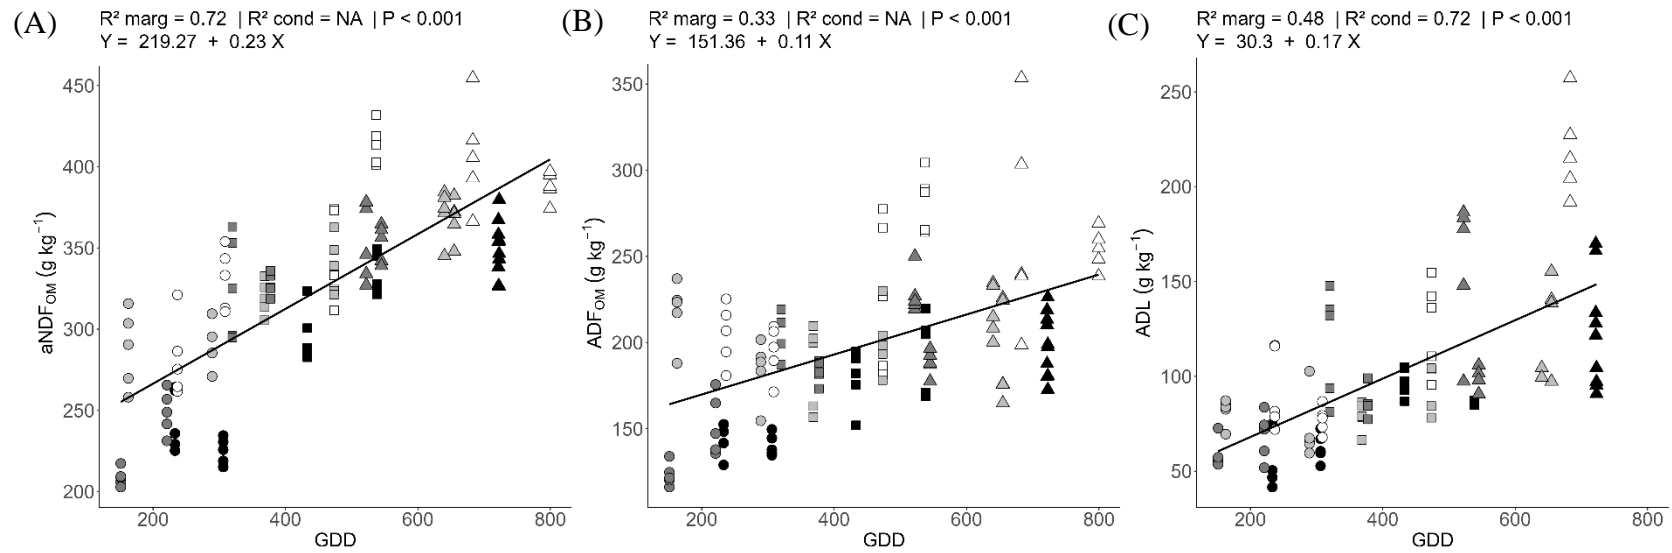 (A)
R² marg = 0.72 | R² cond = NA | P < 0.001
Y = 219.27 + 0.23 X
450
400
350
300
250
200
aNDF_OM (g kg⁻¹)
200 400 600 800
GDD
(B)
R² marg = 0.33 | R² cond = NA | P < 0.001
Y = 151.36 + 0.11 X
350
300
250
200
150
ADF_OM (g kg⁻¹)
200 400 600 800
GDD
(C)
R² marg = 0.48 | R² cond = 0.72 | P < 0.001
Y = 30.3 + 0.17 X
250
200
150
100
50
ADL (g kg⁻¹)
200 400 600 800
GDD